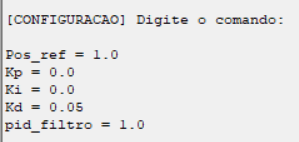 [CONFIGURACAO] Digite o comando:
Pos_ref = 1.0
Kp = 0.0
Ki = 0.0
Kd = 0.05
pid_filtro = 1.0